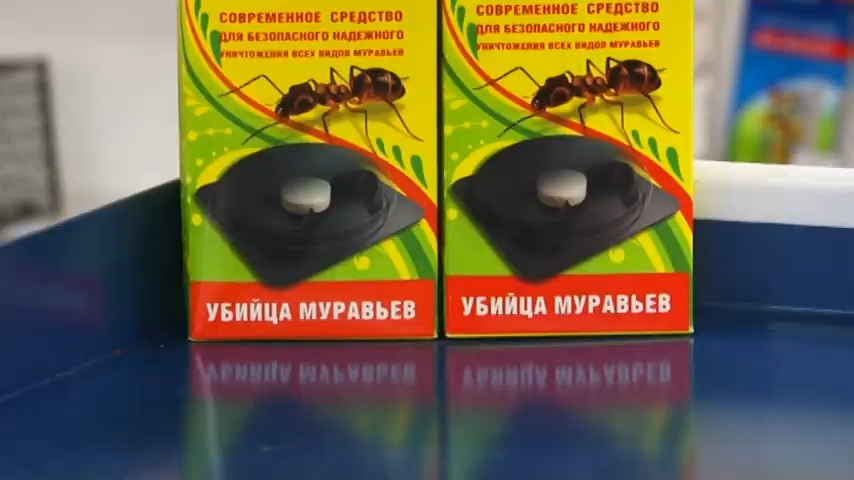 СОВРЕМЕННОЕ СРЕДСТВО
ДЛЯ БЕЗОПАСНОГО НАДЕЖНОГО
УНИЧТОЖЕНИЯ ВСЕХ ВИДОВ МУРАВЬЕВ
УБИЙЦА МУРАВЬЕВ
СОВРЕМЕННОЕ СРЕДСТВО
ДЛЯ БЕЗОПАСНОГО НАДЕЖНОГО
УНИЧТОЖЕНИЯ ВСЕХ ВИДОВ МУРАВЬЕВ
УБИЙЦА МУРАВЬЕВ